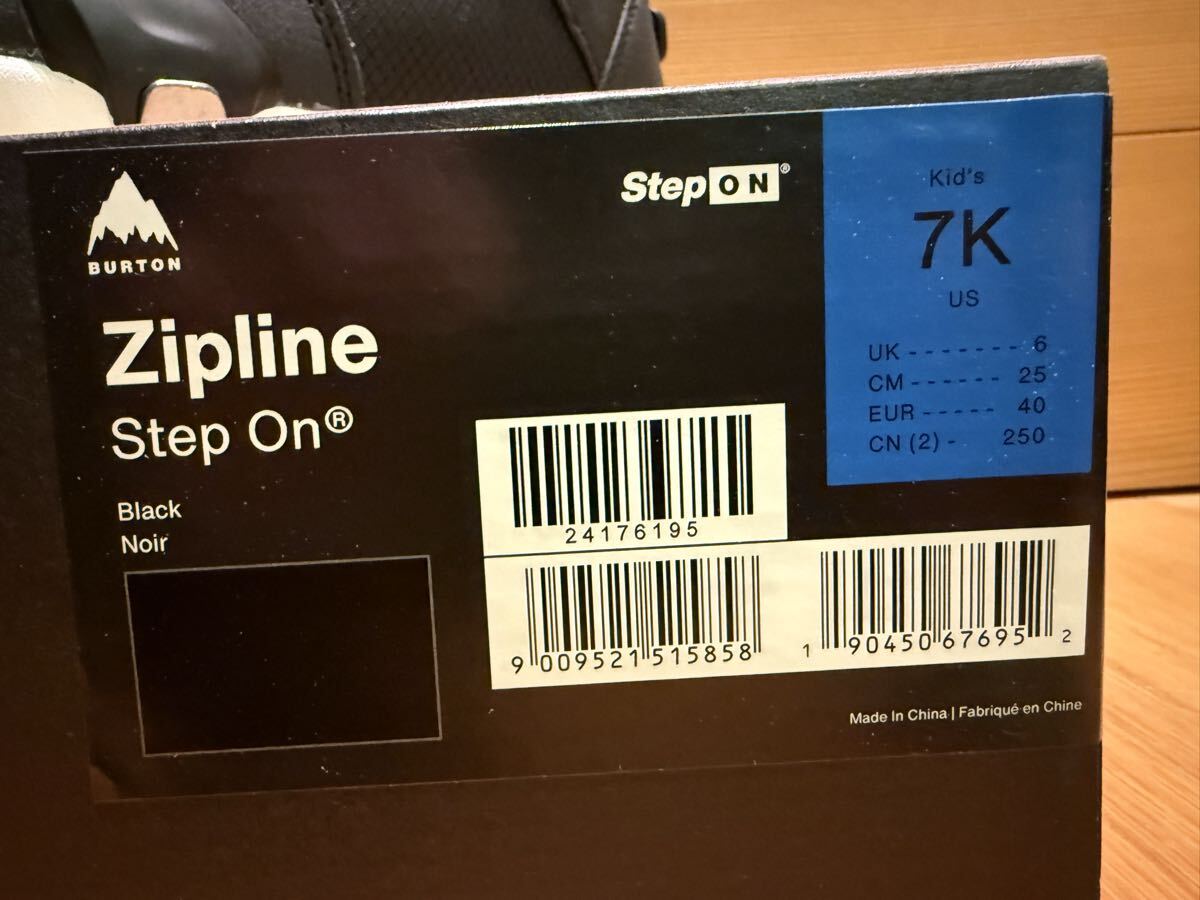 BURTON
Zipline
Step On®
Black
Noir
Step ON®
Kid's
7K
US
UK - - - - - - - 6
CM - - - - - - 25
EUR - - - - - 40
CN (2) - 250
24176195
9 009521 515858
1 90450 67695 2
Made In China | Fabriqué en Chine